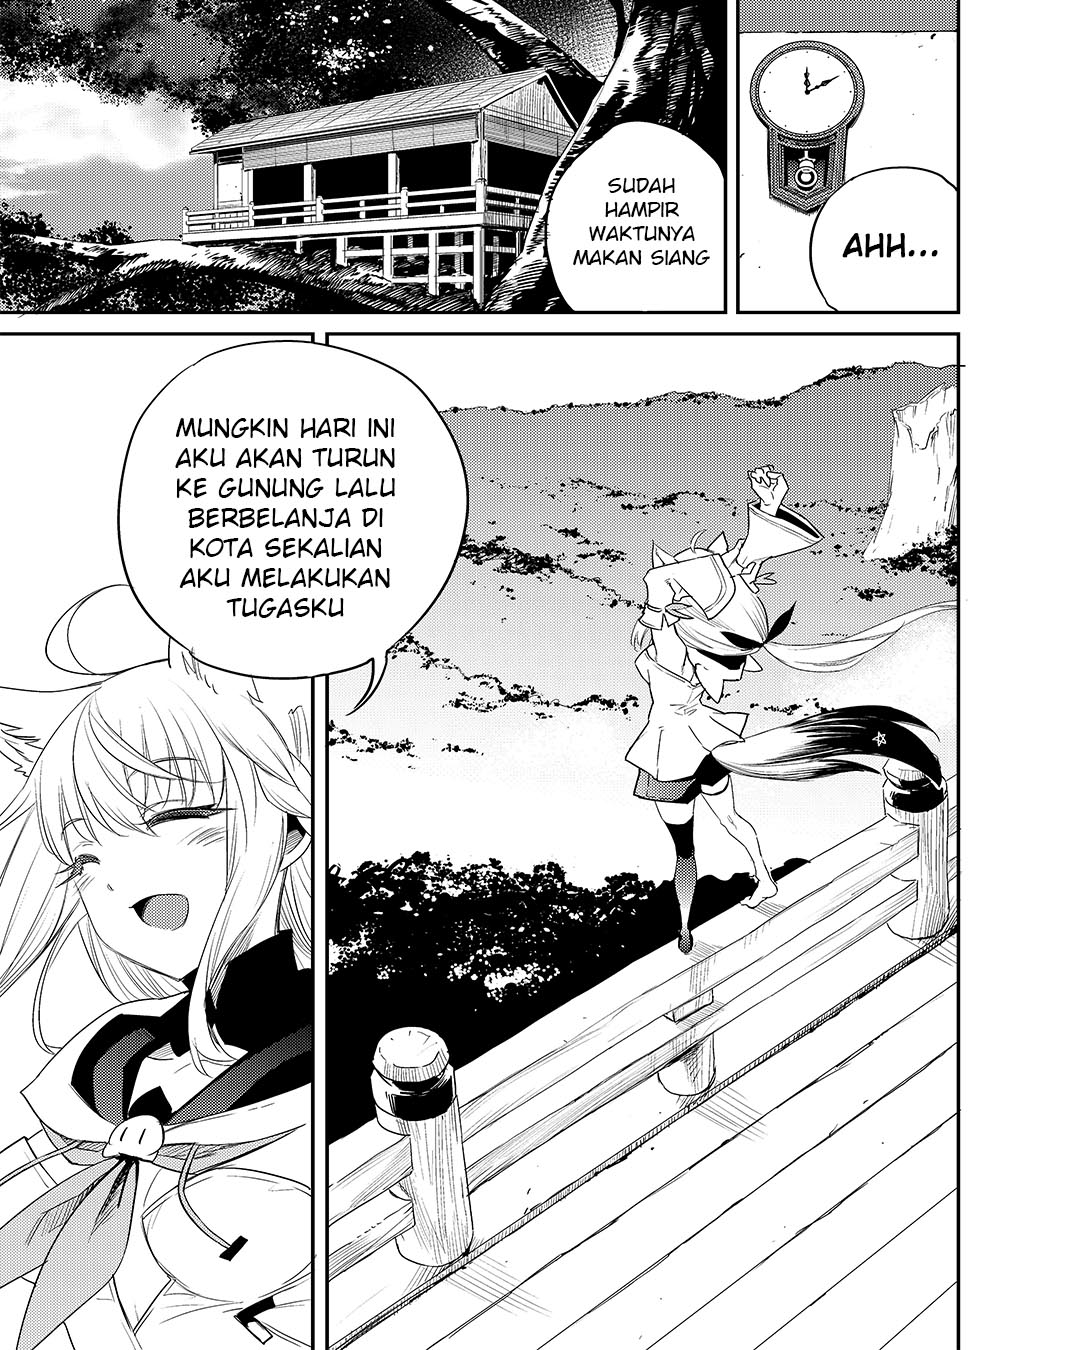 AHH...
SUDAH
HAMPIR
WAKTUNYA
MAKAN SIANG
MUNGKIN HARI INI
AKU AKAN TURUN
KE GUNUNG LALU
BERBELANJA DI
KOTA SEKALIAN
AKU MELAKUKAN
TUGASKU